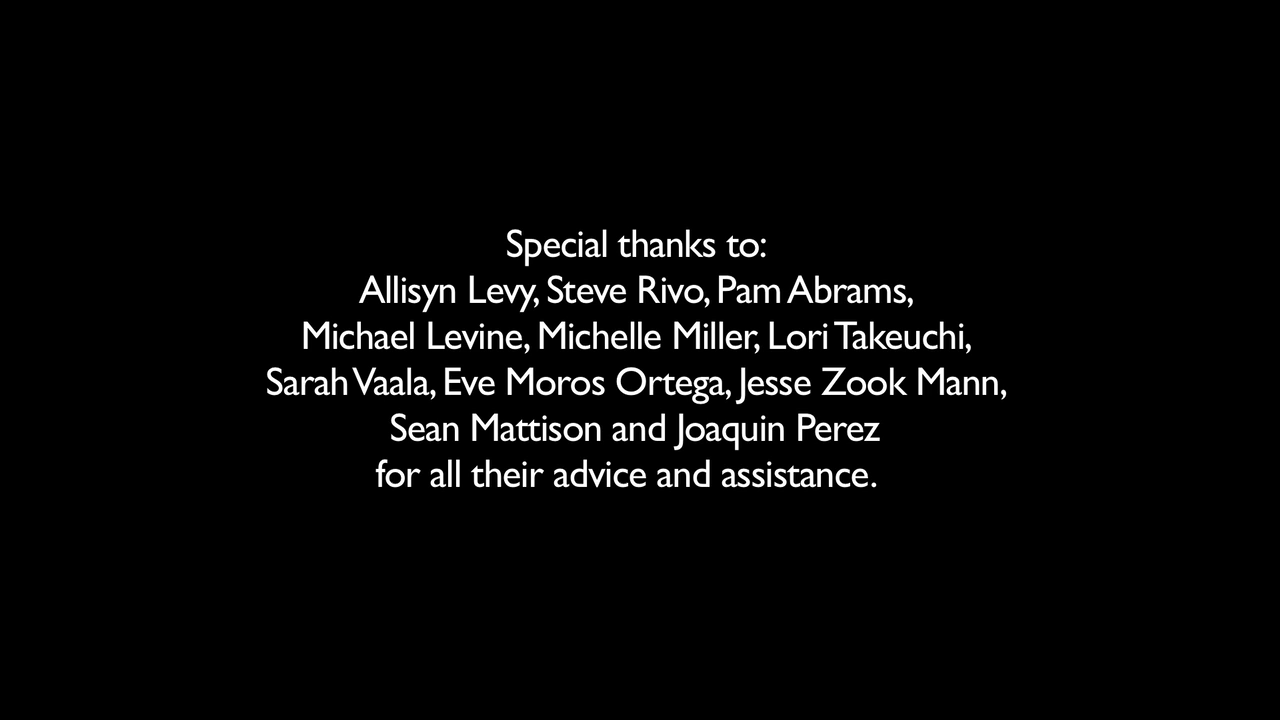 Special thanks to:
Allisyn Levy, Steve Rivo, Pam Abrams,
Michael Levine, Michelle Miller, Lori Takeuchi,
Sarah Vaala, Eve Moros Ortega, Jesse Zook Mann,
Sean Mattison and Joaquin Perez
for all their advice and assistance.